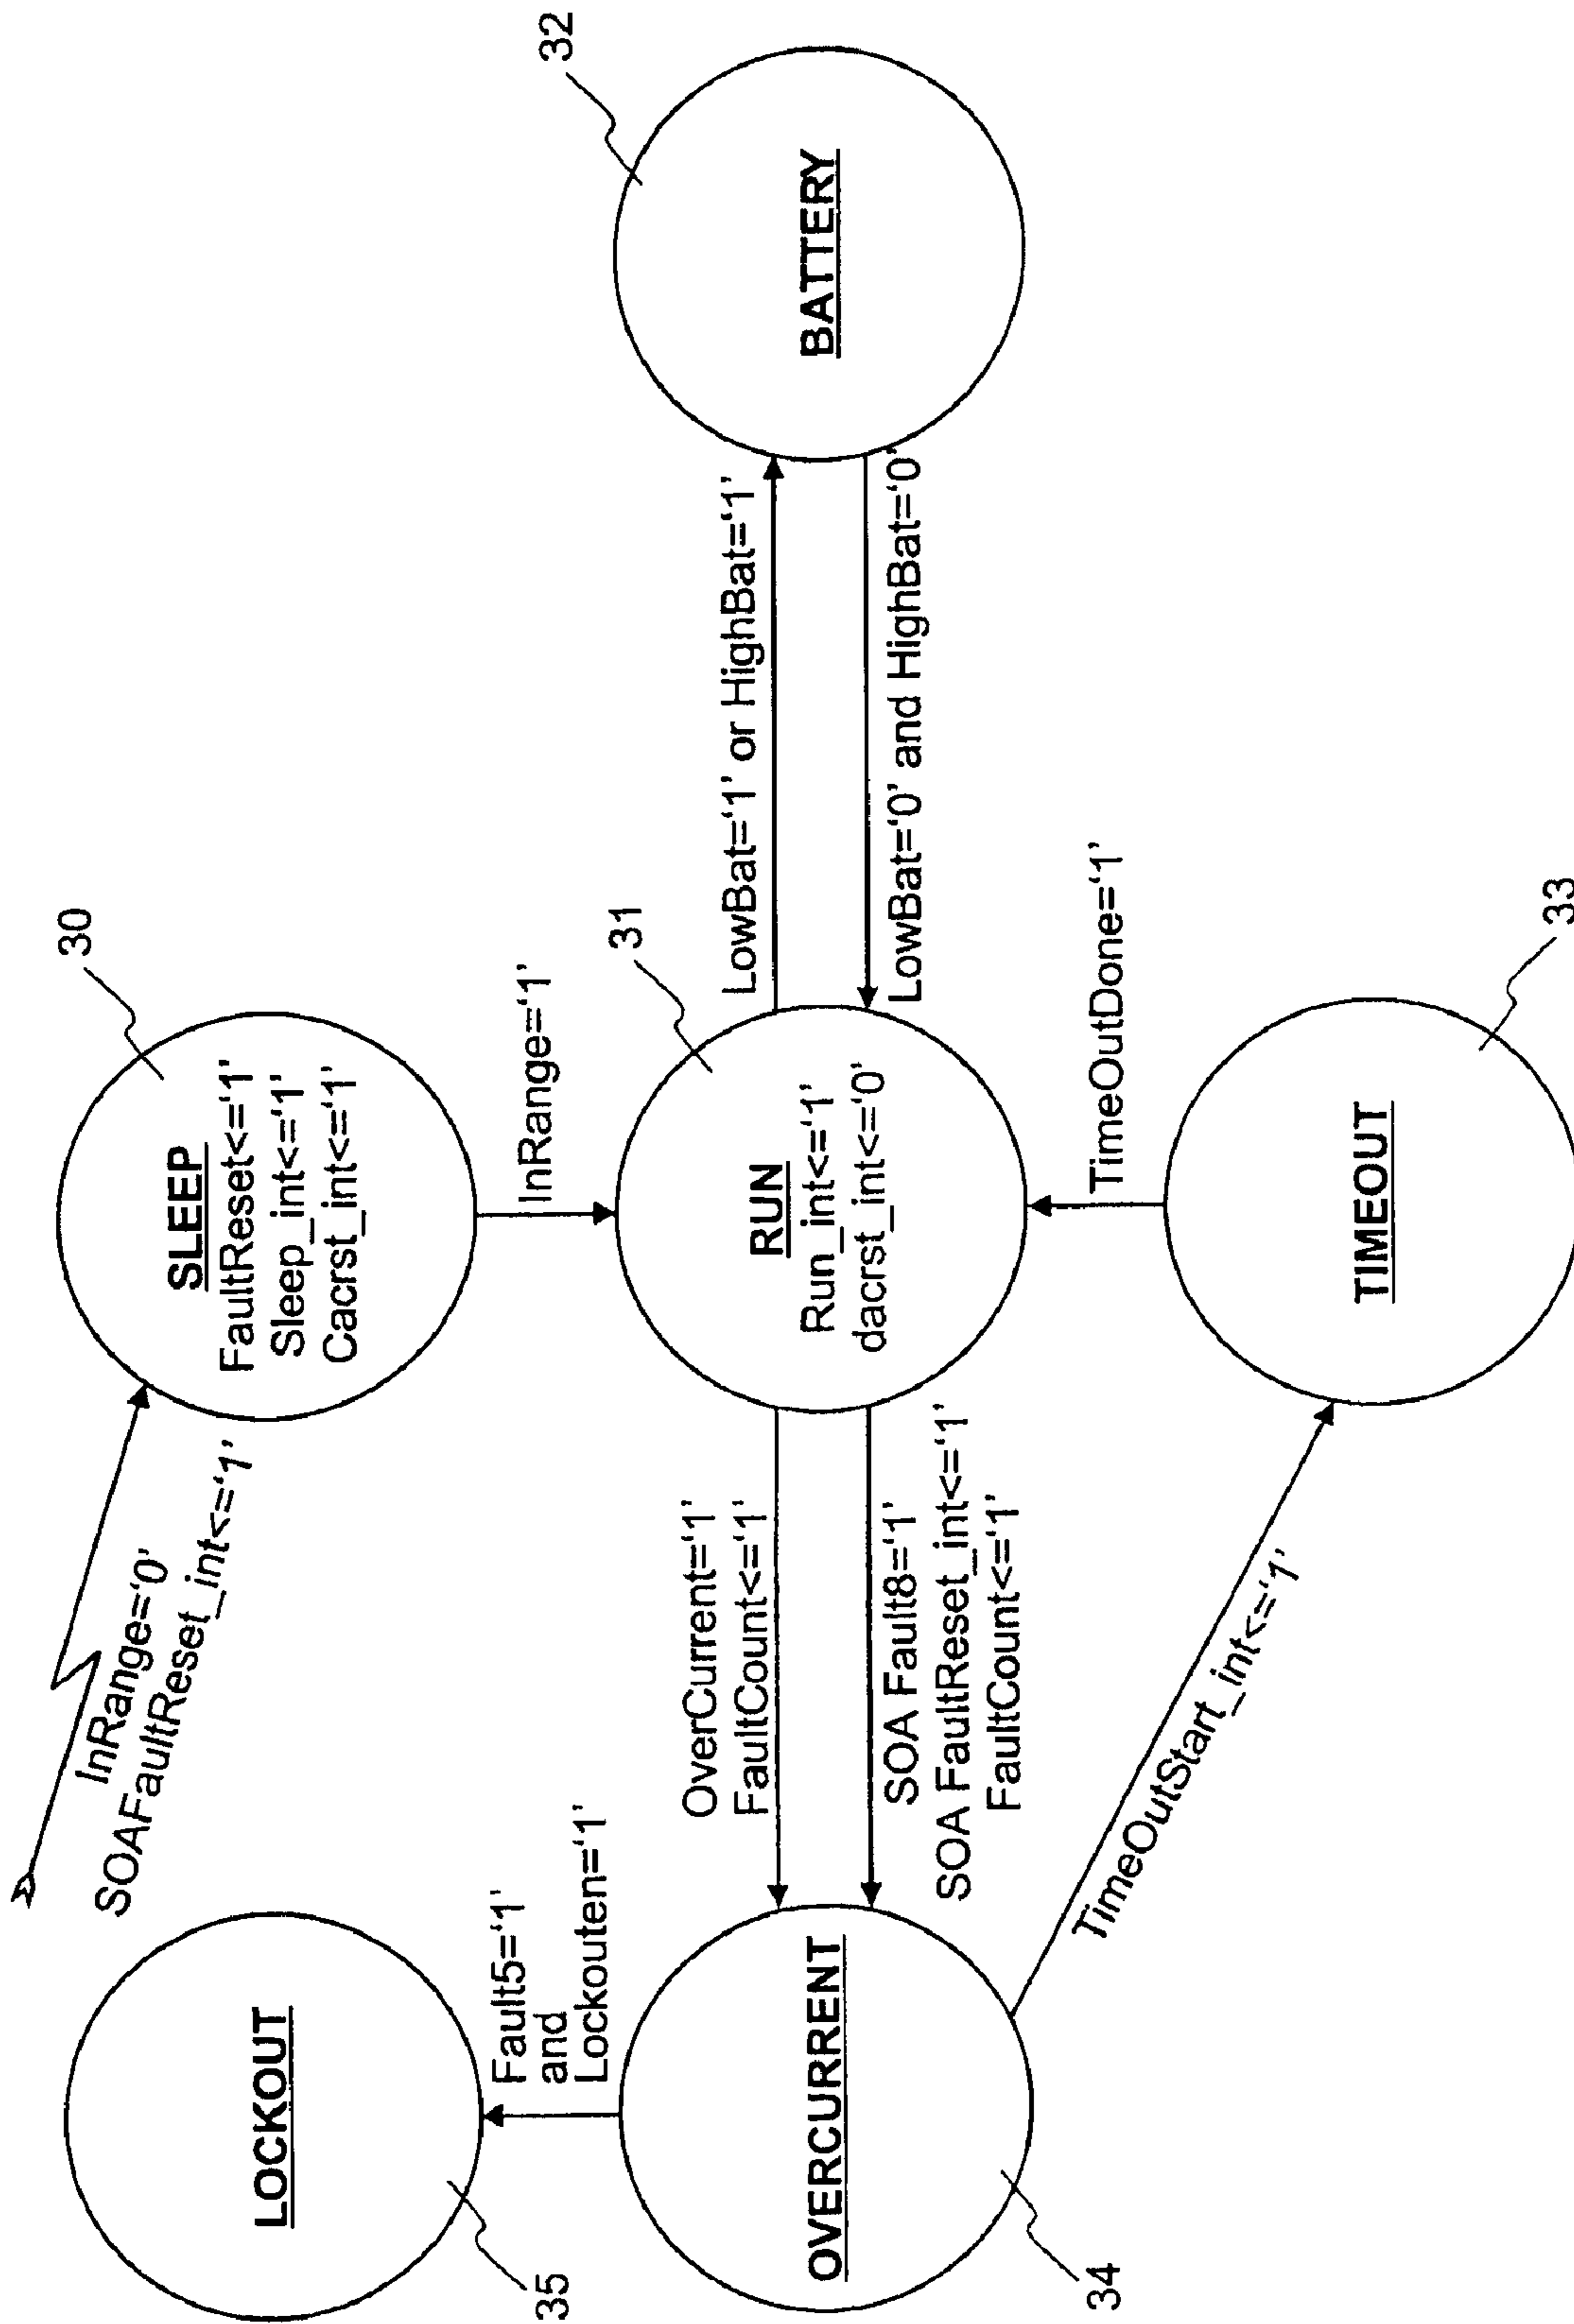 InRange='0'
SOAFaultReset_int<='1'
30
SLEEP
FaultReset<='1'
Sleep_int<='1'
Cacrst_int<='1'
LOCKOUT
35
Fault5='1'
and
Lockouten='1'
InRange='1'
OVERCURRENT
34
OverCurrent='1'
FaultCount<='1'
SOA Fault8='1'
SOA FaultReset_int<='1'
FaultCount<='1'
31
RUN
Run_int<='1'
dacrst_int<='0'
LowBat='1' or HighBat='1'
LowBat='0' and HighBat='0'
32
BATTERY
TimeOutStart_int<='1'
TimeOutDone='1'
TIMEOUT
33